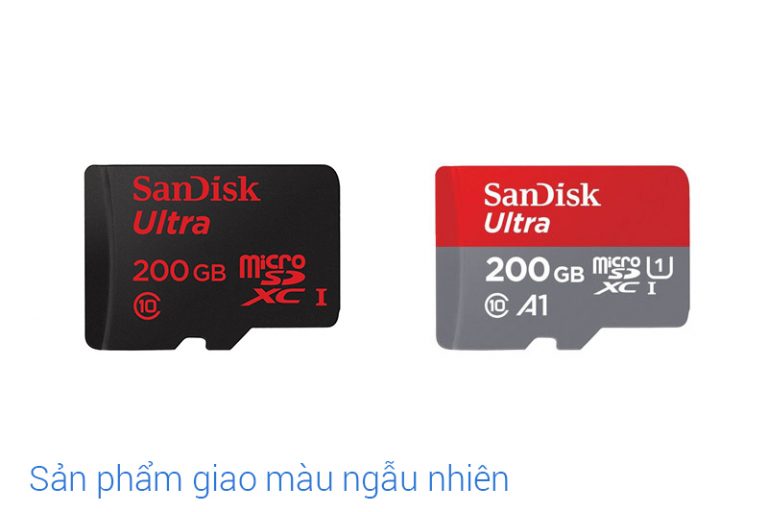 SanDisk
Ultra
200 GB micro SD XC I
10
SanDisk
Ultra
200 GB micro SD XC I U1
10 A1
Sản phẩm giao màu ngẫu nhiên